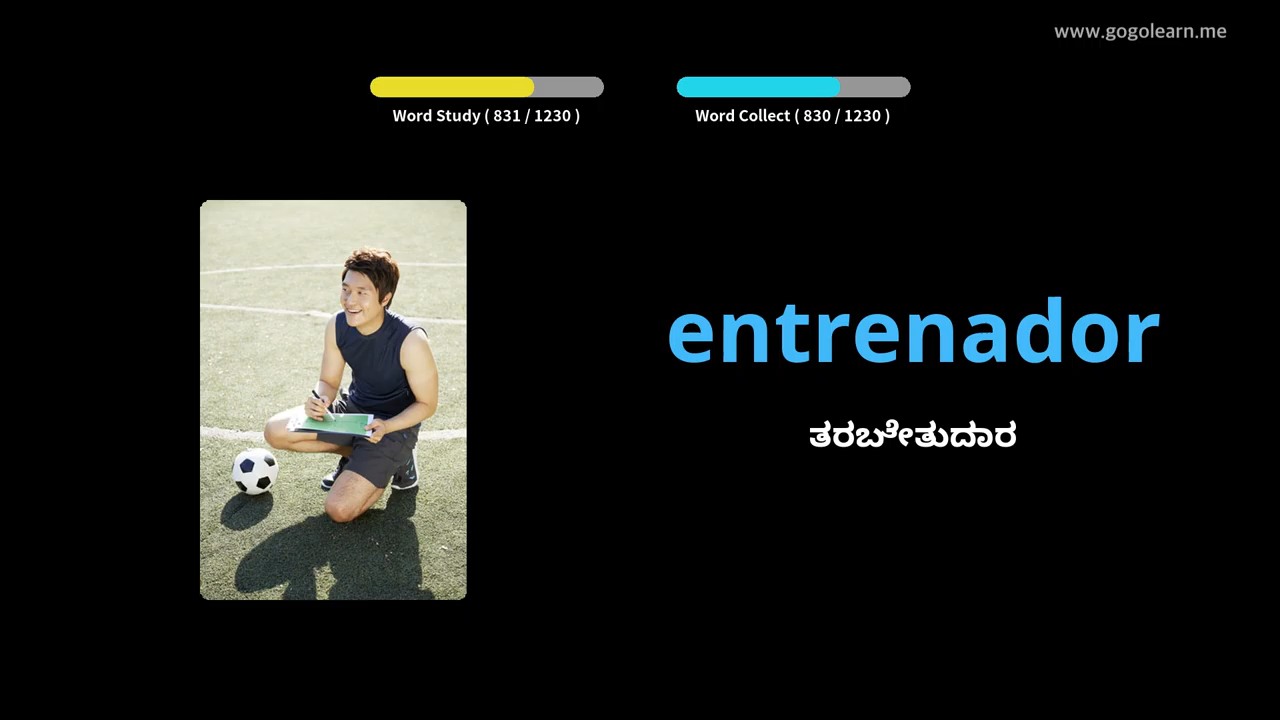 www.gogolearn.me
Word Study ( 831 / 1230 )
Word Collect ( 830 / 1230 )
entrenador
ತರಬೇತುದಾರ